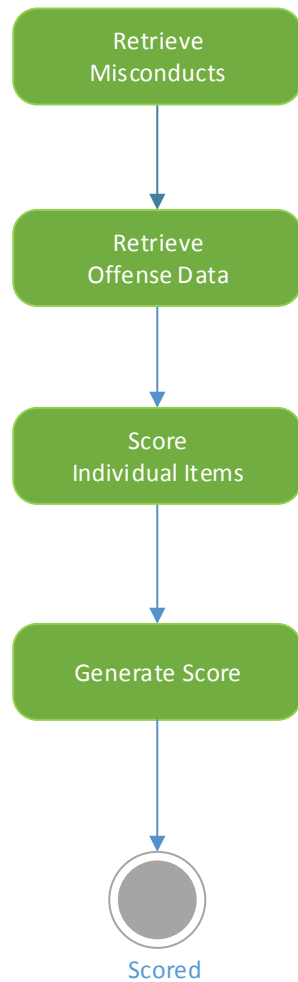 Retrieve
Misconducts
Retrieve
Offense Data
Score
Individual Items
Generate Score
Scored